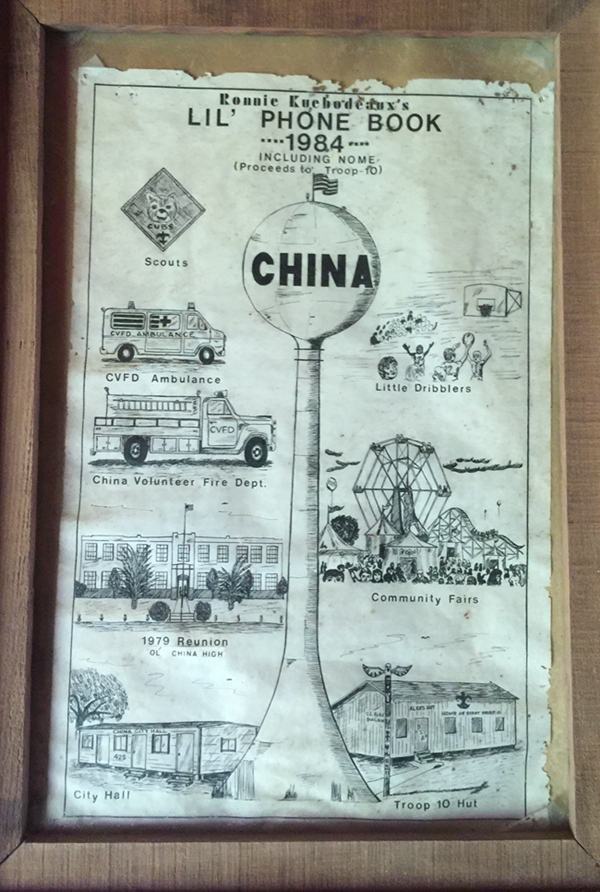 Ronnie Kuchodeaux's
LIL' PHONE BOOK
----1984----
INCLUDING NOME
(Proceeds to Troop-10)
CUBS
Scouts
CHINA
CVFD AMBULANCE
CVFD Ambulance
Little Dribblers
CVFD
China Volunteer Fire Dept.
Community Fairs
1979 Reunion
OL' CHINA HIGH
CHINA CITY HALL
425
City Hall
Troop 10 Hut